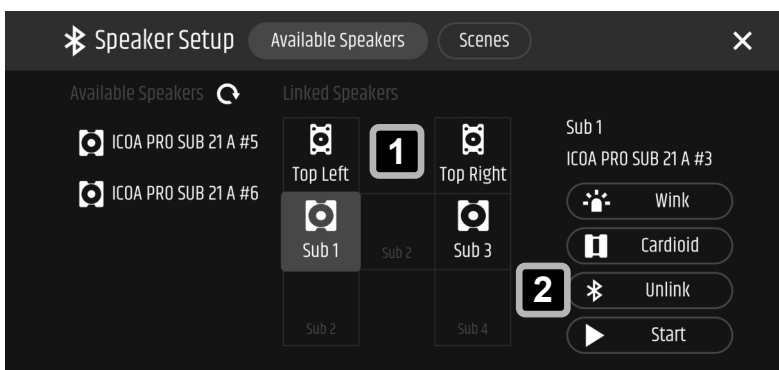 Speaker Setup Available Speakers Scenes
Available Speakers Linked Speakers
ICOA PRO SUB 21 A #5
ICOA PRO SUB 21 A #6
Top Left 1 Top Right
Sub 1 Sub 2 Sub 3
Sub 2 Sub 4
Sub 1
ICOA PRO SUB 21 A #3
Wink
Cardioid
2 Unlink
Start